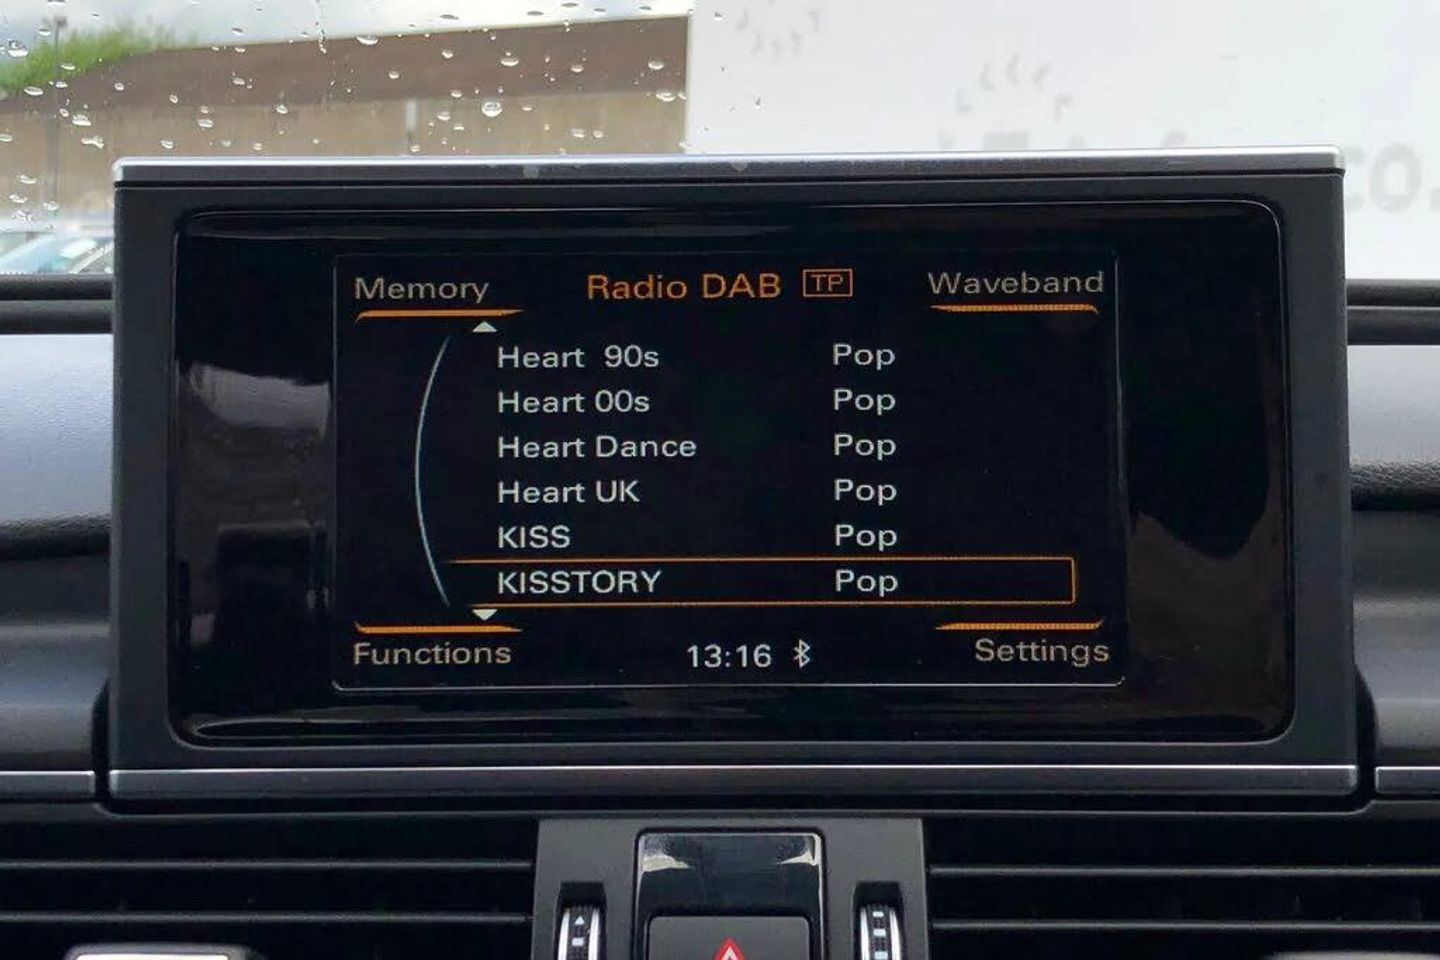 CO.
Memory Radio DAB TP Waveband
Heart 90s Pop
Heart 00s Pop
Heart Dance Pop
Heart UK Pop
KISS Pop
KISSTORY Pop
Functions 13:16 Settings